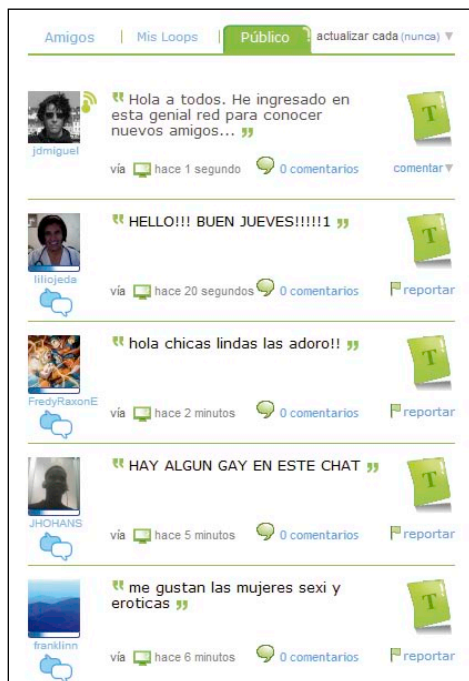 Amigos | Mis Loops | Público actualizar cada (nunca) ▼
“ Hola a todos. He ingresado en
esta genial red para conocer
nuevos amigos... ”
T
jdmiguel
vía hace 1 segundo 0 comentarios comentar ▼
“ HELLO!!! BUEN JUEVES!!!!!1 ”
T
liliojeda
vía hace 20 segundos 0 comentarios reportar
“ hola chicas lindas las adoro!! ”
T
FredyRaxonE
vía hace 2 minutos 0 comentarios reportar
“ HAY ALGUN GAY EN ESTE CHAT ”
T
JHOHANS
vía hace 5 minutos 0 comentarios reportar
“ me gustan las mujeres sexi y
eroticas ”
T
franklinn
vía hace 6 minutos 0 comentarios reportar